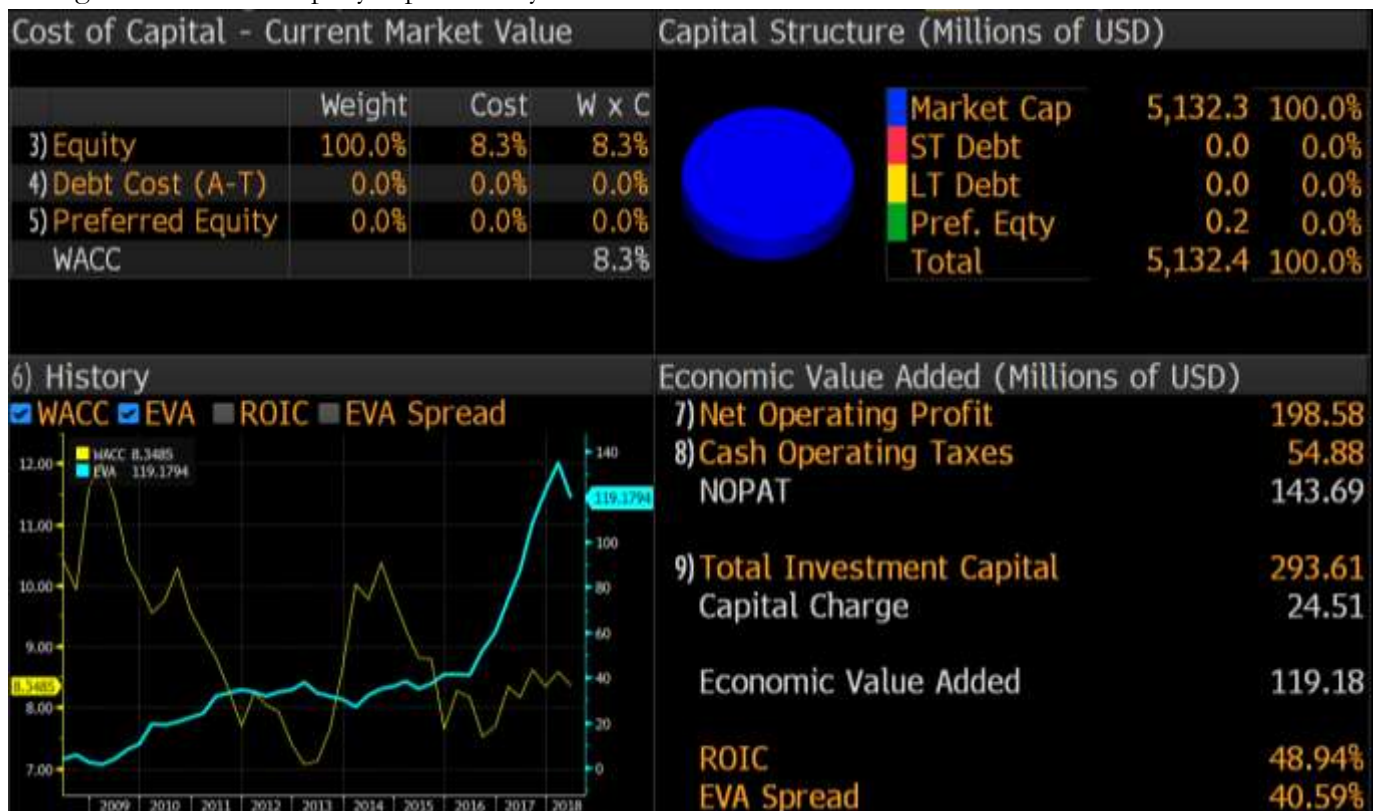 Cost of Capital - Current Market Value
Weight Cost W x C
3) Equity 100.0% 8.3% 8.3%
4) Debt Cost (A-T) 0.0% 0.0% 0.0%
5) Preferred Equity 0.0% 0.0% 0.0%
WACC 8.3%
Capital Structure (Millions of USD)
Market Cap 5,132.3 100.0%
ST Debt 0.0 0.0%
LT Debt 0.0 0.0%
Pref. Eqty 0.2 0.0%
Total 5,132.4 100.0%
6) History
WACC EVA ROIC EVA Spread
WACC 8.3485
EVA 119.1794
12.00
11.00
10.00
9.00
8.3485
8.00
7.00
140
119.1794
100
80
60
40
20
0
2009 2010 2011 2012 2013 2014 2015 2016 2017 2018
Economic Value Added (Millions of USD)
7) Net Operating Profit 198.58
8) Cash Operating Taxes 54.88
NOPAT 143.69
9) Total Investment Capital 293.61
Capital Charge 24.51
Economic Value Added 119.18
ROIC 48.94%
EVA Spread 40.59%